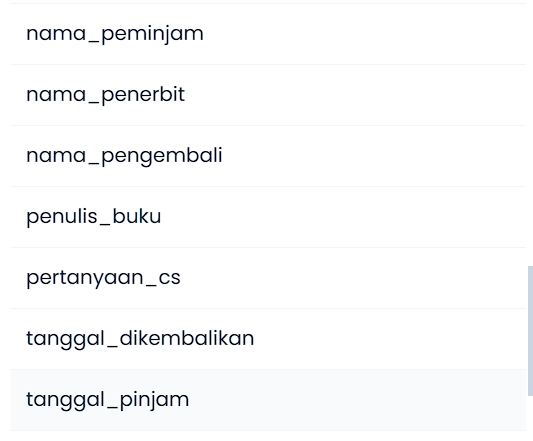 nama_peminjam
nama_penerbit
nama_pengembali
penulis_buku
pertanyaan_cs
tanggal_dikembalikan
tanggal_pinjam